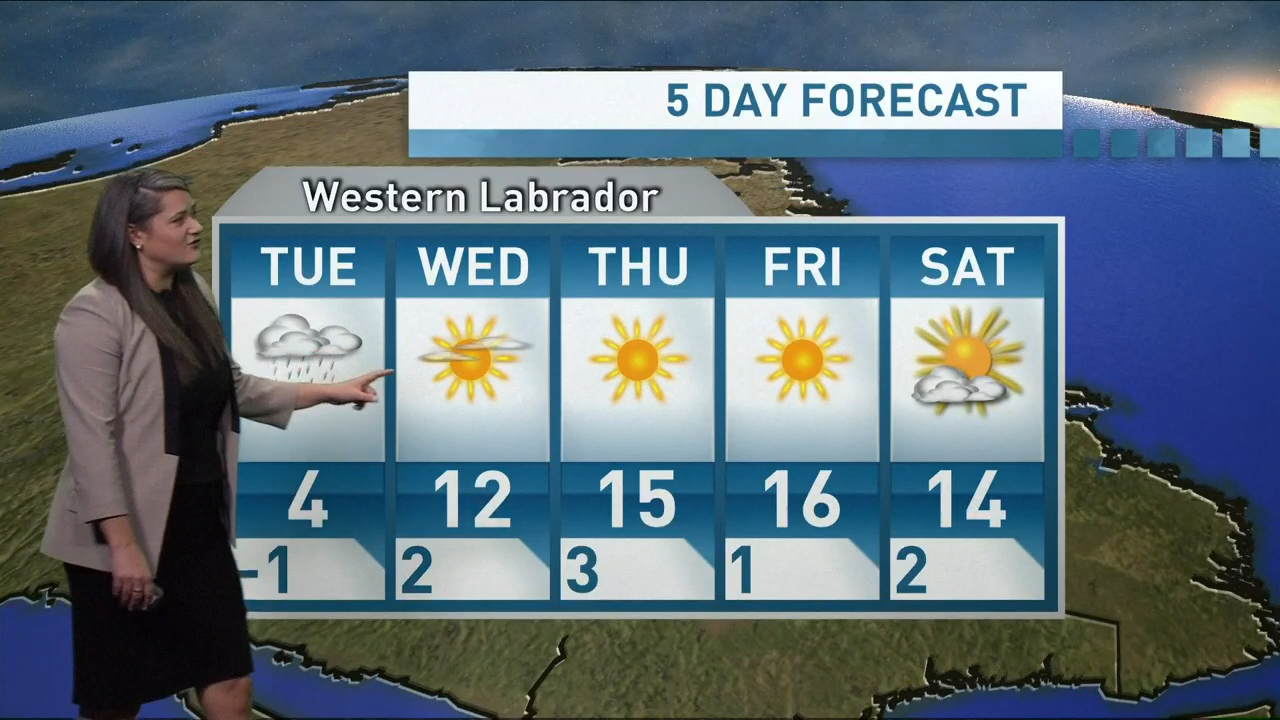 5 DAY FORECAST
Western Labrador
TUE WED THU FRI SAT
4 12 15 16 14
-1 2 3 1 2